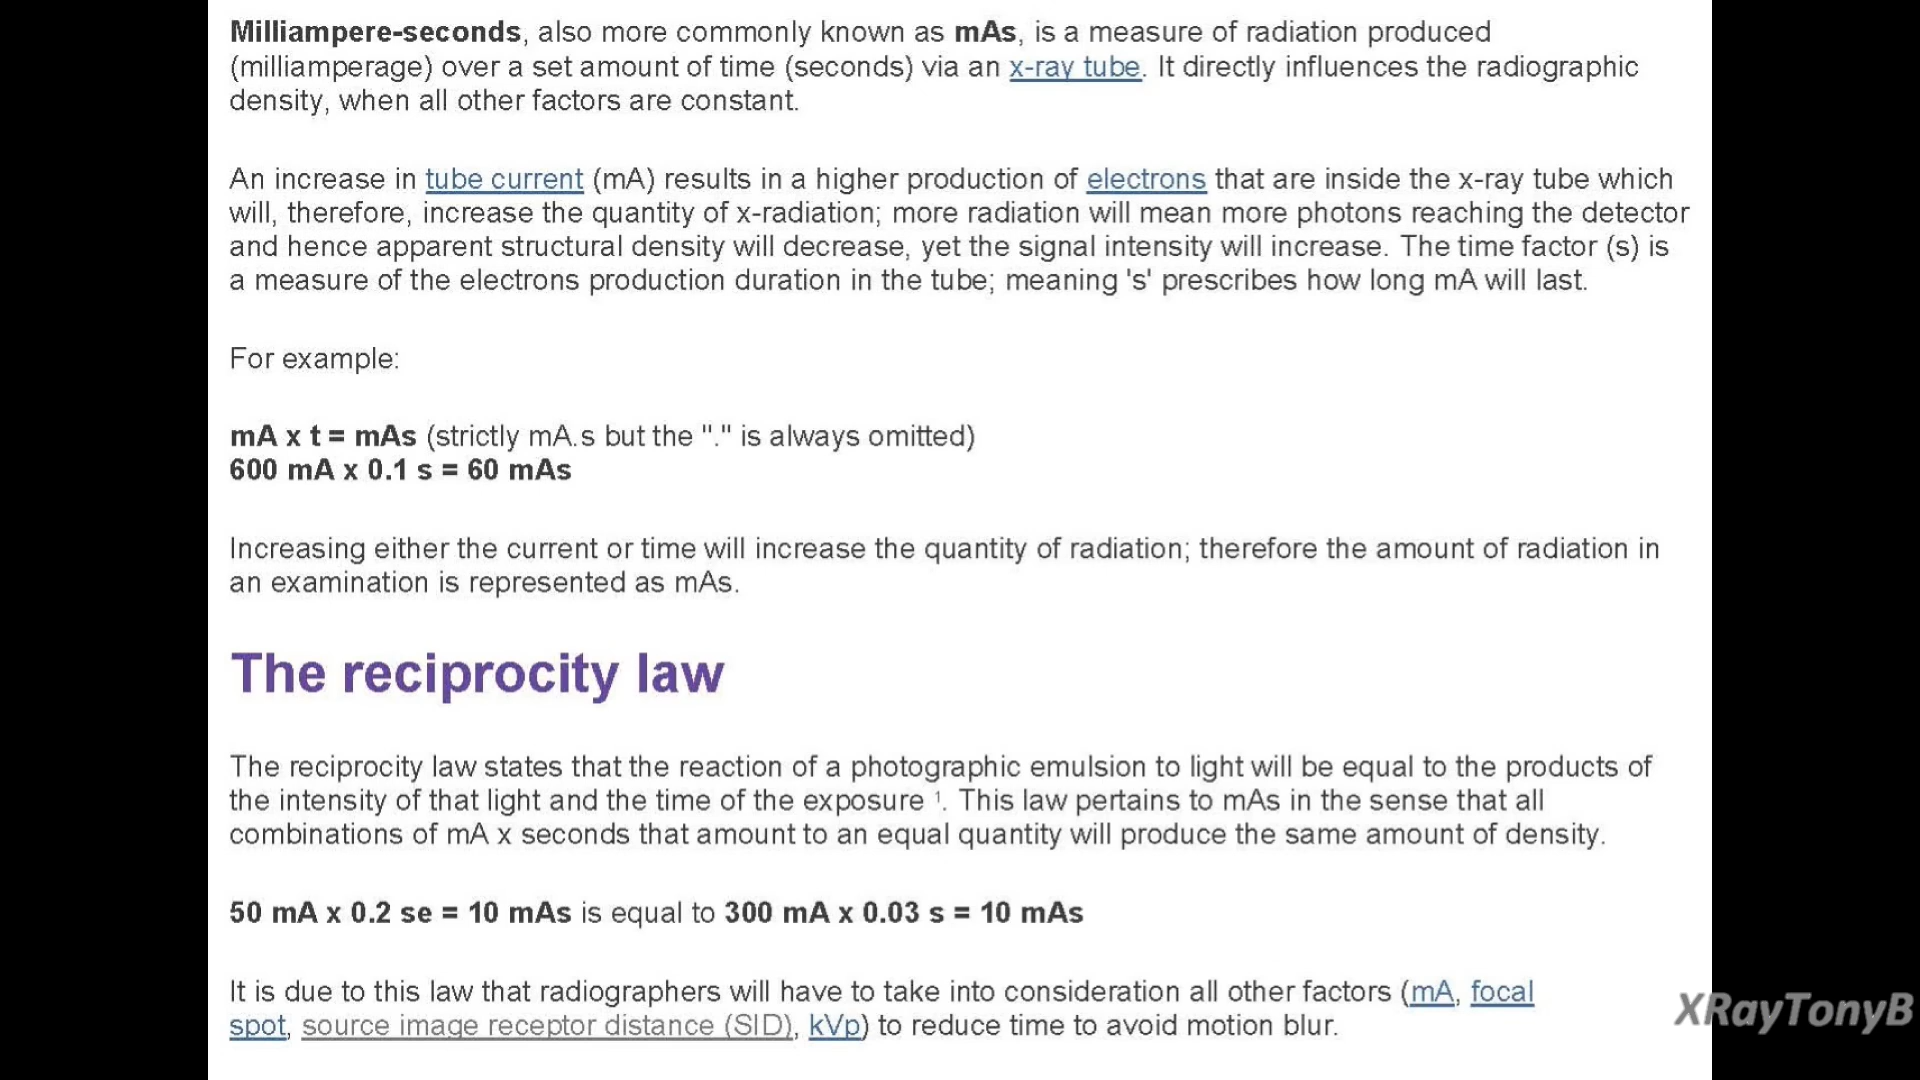 Milliampere-seconds, also more commonly known as mAs, is a measure of radiation produced
(milliamperage) over a set amount of time (seconds) via an x-ray tube. It directly influences the radiographic
density, when all other factors are constant.
An increase in tube current (mA) results in a higher production of electrons that are inside the x-ray tube which
will, therefore, increase the quantity of x-radiation; more radiation will mean more photons reaching the detector
and hence apparent structural density will decrease, yet the signal intensity will increase. The time factor (s) is
a measure of the electrons production duration in the tube; meaning 's' prescribes how long mA will last.
For example:
mA x t = mAs (strictly mA.s but the "." is always omitted)
600 mA x 0.1 s = 60 mAs
Increasing either the current or time will increase the quantity of radiation; therefore the amount of radiation in
an examination is represented as mAs.
The reciprocity law
The reciprocity law states that the reaction of a photographic emulsion to light will be equal to the products of
the intensity of that light and the time of the exposure ¹. This law pertains to mAs in the sense that all
combinations of mA x seconds that amount to an equal quantity will produce the same amount of density.
50 mA x 0.2 se = 10 mAs is equal to 300 mA x 0.03 s = 10 mAs
It is due to this law that radiographers will have to take into consideration all other factors (mA, focal
spot, source image receptor distance (SID), kVp) to reduce time to avoid motion blur.
XRayTonyB